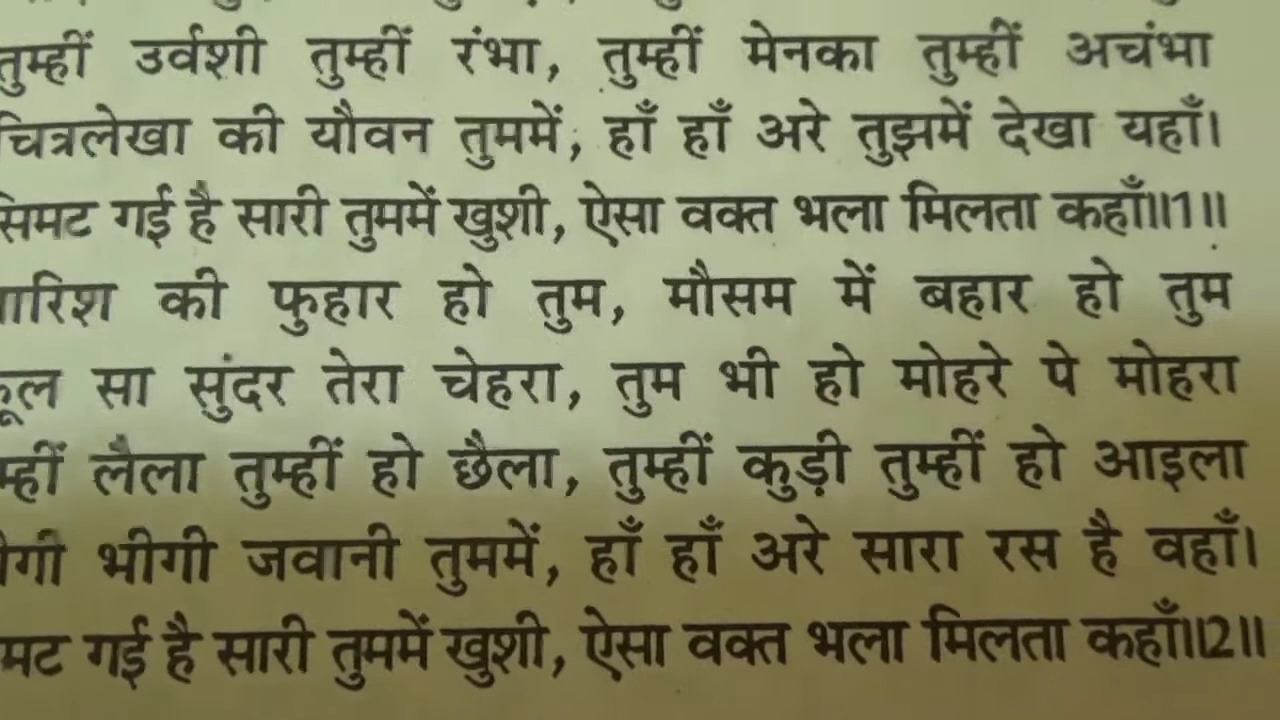 तुम्हीं उर्वशी तुम्हीं रंभा, तुम्हीं मेनका तुम्हीं अचंभा
चित्रलेखा की यौवन तुममें, हाँ हाँ अरे तुझमें देखा यहाँ।
सिमट गई है सारी तुममें खुशी, ऐसा वक्त भला मिलता कहाँ॥1॥
की फुहार हो तुम, मौसम में बहार हो तुम
सा सुंदर तेरा चेहरा, तुम भी हो मोहरे पे मोहरा
लैला तुम्हीं हो छैला, तुम्हीं कुड़ी तुम्हीं हो आइला
भीगी जवानी तुममें, हाँ हाँ अरे सारा रस है वहाँ।
गई है सारी तुममें खुशी, ऐसा वक्त भला मिलता कहाँ॥2॥